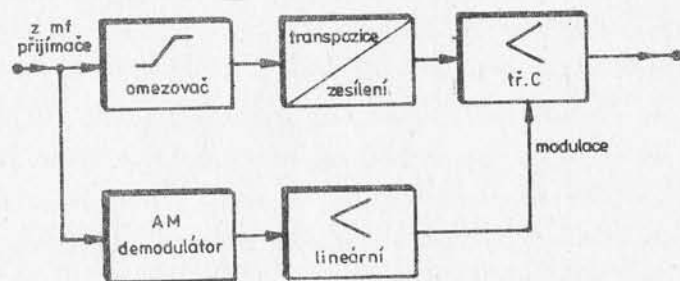 z mf
přijímače
omezovač
transpozice
zesílení
tř.C
modulace
AM
demodulátor
lineární